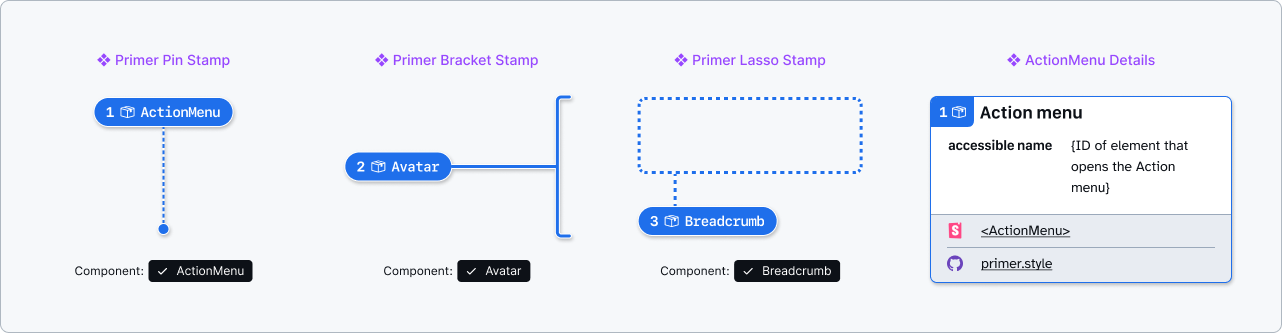 Primer Pin Stamp
1 ActionMenu
Component: ActionMenu
Primer Bracket Stamp
2 Avatar
Component: Avatar
Primer Lasso Stamp
3 Breadcrumb
Component: Breadcrumb
ActionMenu Details
1 Action menu
accessible name {ID of element that
opens the Action
menu}
S <ActionMenu>
primer.style